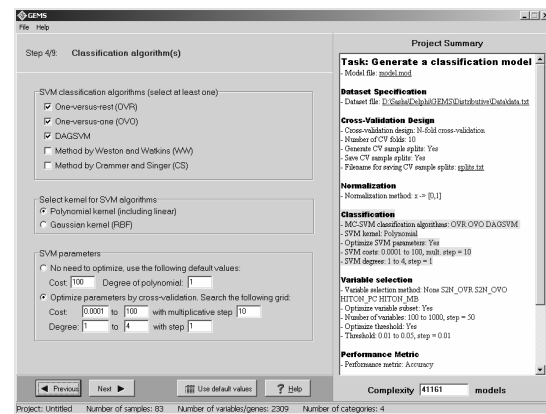 GEMS
File Help
Step 4/9: Classification algorithm(s)
SVM classification algorithms (select at least one)
One-versus-rest (OVR)
One-versus-one (OVO)
DAGSVM
Method by Weston and Watkins (WW)
Method by Crammer and Singer (CS)
Select kernel for SVM algorithms
Polynomial kernel (including linear)
Gaussian kernel (RBF)
SVM parameters
No need to optimize, use the following default values:
Cost: 100 Degree of polynomial: 1
Optimize parameters by cross-validation. Search the following grid:
Cost: 0.0001 to 100 with multiplicative step 10
Degree: 1 to 4 with step 1
Previous Next Use default values Help
Project Summary
Task: Generate a classification model
- Model file: model.mod
Dataset Specification
- Dataset file: D:\Sasha\Delphi\GEMS\Distributive\Data\data.txt
Cross-Validation Design
- Cross-validation design: N-fold cross-validation
- Number of CV folds: 10
- Generate CV sample splits: Yes
- Save CV sample splits: Yes
- Filename for saving CV sample splits: splits.txt
Normalization
- Normalization method: x -> [0,1]
Classification
- MC-SVM classification algorithms: OVR OVO DAGSVM
- SVM kernel: Polynomial
- Optimize SVM parameters: Yes
- SVM costs: 0.0001 to 100, mult. step = 10
- SVM degrees: 1 to 4, step = 1
Variable selection
- Variable selection method: None S2N_OVR S2N_OVO
HITON_PC HITON_MB
- Optimize variable subset: Yes
- Number of variables: 100 to 1000, step = 50
- Optimize threshold: Yes
- Threshold: 0.01 to 0.05, step = 0.01
Performance Metric
- Performance metric: Accuracy
Complexity 41161 models
Project: Untitled Number of samples: 83 Number of variables/genes: 2309 Number of categories: 4